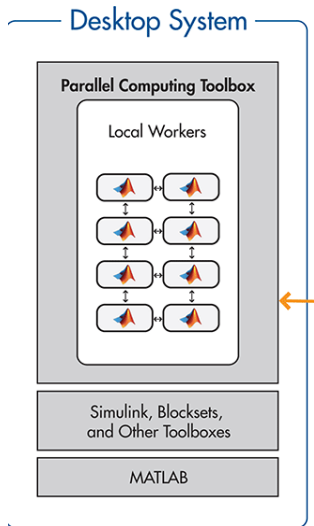 Desktop System
Parallel Computing Toolbox
Local Workers
Simulink, Blocksets,
and Other Toolboxes
MATLAB